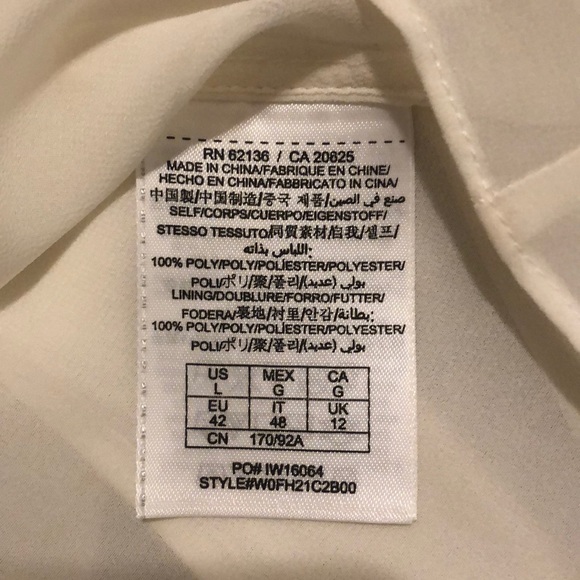 RN 62136 / CA 20625
MADE IN CHINA/FABRIQUE EN CHINE/
HECHO EN CHINA/FABBRICATO IN CINA/
中国製/中国制造/중국 제품/صنع في الصين/
SELF/CORPS/CUERPO/EIGENSTOFF/
STESSO TESSUTO/同質素材/自我/셀프/
اللباس بذاته:
100% POLY/POLY/POLÍESTER/POLYESTER/
POLI/ポリ/聚/폴리/(عديد) بولي/
LINING/DOUBLURE/FORRO/FUTTER/
FODERA/裏地/衬里/안감/بطانة:
100% POLY/POLY/POLÍESTER/POLYESTER/
POLI/ポリ/聚/폴리/(عديد) بولي/
US MEX CA
L G G
EU IT UK
42 48 12
CN 170/92A
PO# IW16064
STYLE#W0FH21C2B00